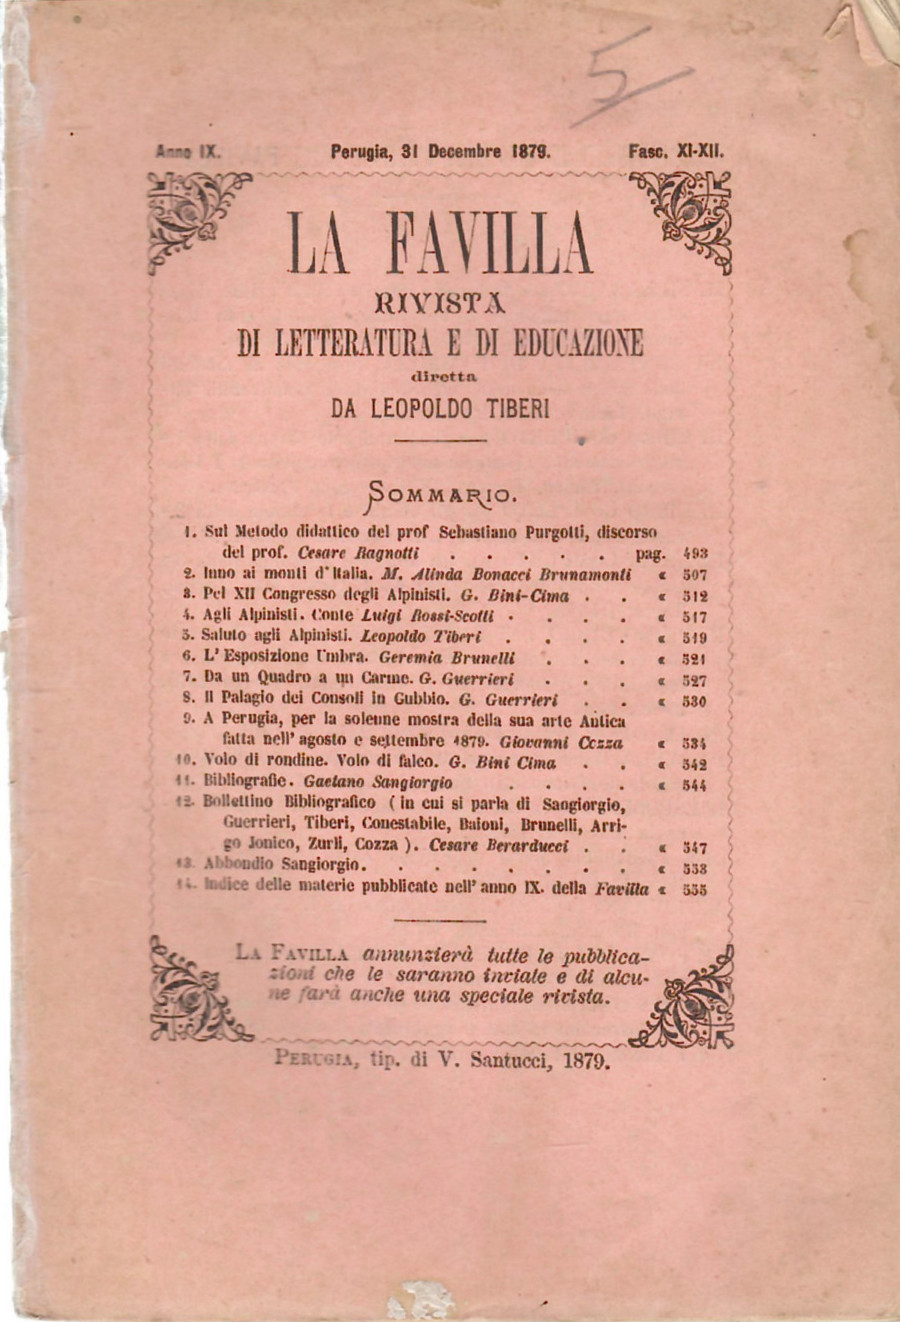 5
Anno IX. Perugia, 31 Decembre 1879. Fasc. XI-XII.
LA FAVILLA
RIVISTA
DI LETTERATURA E DI EDUCAZIONE
diretta
DA LEOPOLDO TIBERI
SOMMARIO.
1. Sul Metodo didattico del prof Sebastiano Purgotti, discorso
del prof. Cesare Ragnotti . . . . . pag. 493
2. Inno ai monti d'Italia. M. Alinda Bonacci Brunamonti « 507
3. Pel XII Congresso degli Alpinisti. G. Bini-Cima . . « 512
4. Agli Alpinisti. Conte Luigi Rossi-Scotti . . . . « 517
5. Saluto agli Alpinisti. Leopoldo Tiberi . . . . « 519
6. L'Esposizione Umbra. Geremia Brunelli . . . « 521
7. Da un Quadro a un Carme. G. Guerrieri . . . « 527
8. Il Palagio dei Consoli in Gubbio. G. Guerrieri . . « 530
9. A Perugia, per la solenne mostra della sua arte Antica
fatta nell'agosto e settembre 1879. Giovanni Cozza « 534
10. Volo di rondine. Volo di falco. G. Bini Cima . . « 542
11. Bibliografie. Gaetano Sangiorgio . . . . « 544
12. Bollettino Bibliografico ( in cui si parla di Sangiorgio,
Guerrieri, Tiberi, Conestabile, Baioni, Brunelli, Arri-
go Jonico, Zurli, Cozza ). Cesare Berarducci . . « 547
13. Abbondio Sangiorgio. . . . . . . . « 553
14. Indice delle materie pubblicate nell'anno IX. della Favilla « 555
LA FAVILLA annunzierà tutte le pubblica-
zioni che le saranno inviate e di alcu-
ne farà anche una speciale rivista.
PERUGIA, tip. di V. Santucci, 1879.